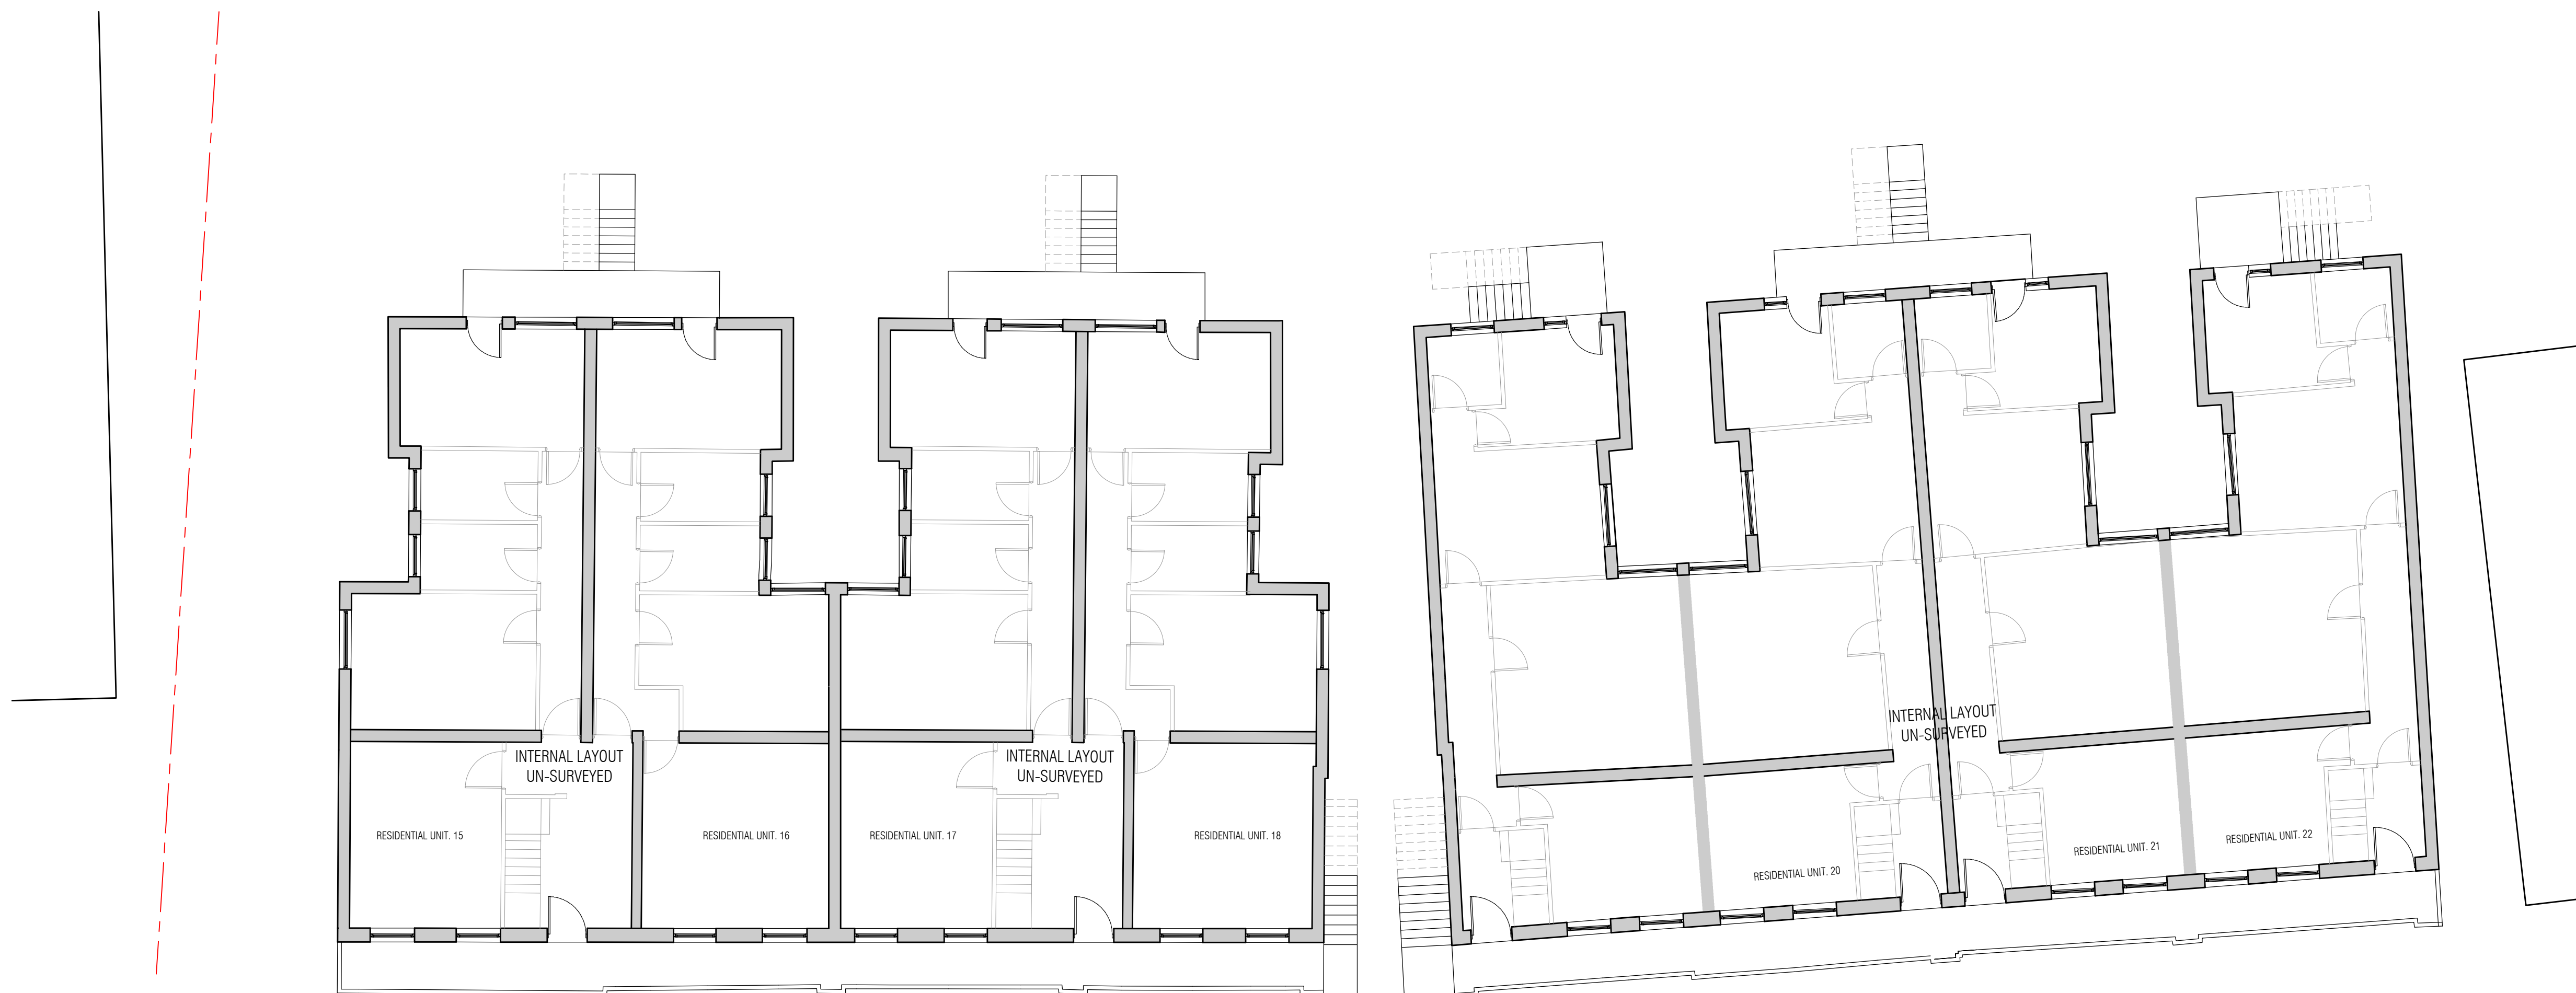 INTERNAL LAYOUT
UN-SURVEYED
INTERNAL LAYOUT
UN-SURVEYED
INTERNAL LAYOUT
UN-SURVEYED
RESIDENTIAL UNIT. 15
RESIDENTIAL UNIT. 16
RESIDENTIAL UNIT. 17
RESIDENTIAL UNIT. 18
RESIDENTIAL UNIT. 20
RESIDENTIAL UNIT. 21
RESIDENTIAL UNIT. 22